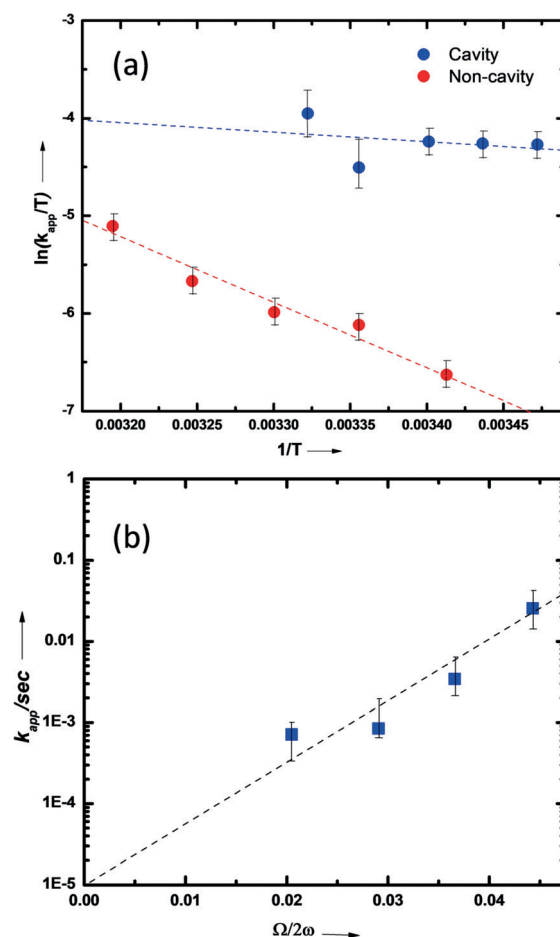 -3
(a)
Cavity
Non-cavity
-4
-5
-6
-7
ln(k_app/T)
0.00320 0.00325 0.00330 0.00335 0.00340 0.00345
1/T
1
(b)
0.1
0.01
1E-3
1E-4
1E-5
k_app/sec
0.00 0.01 0.02 0.03 0.04
Ω/2ω